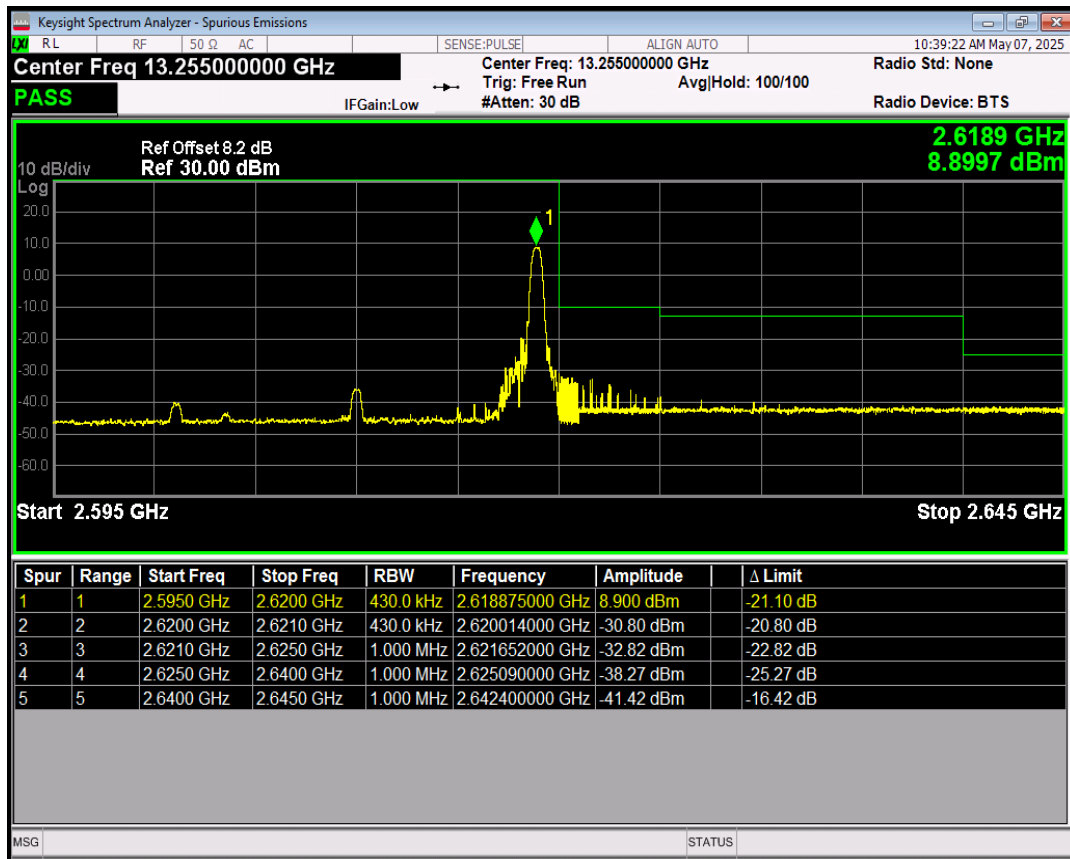 Keysight Spectrum Analyzer - Spurious Emissions
LXI RL RF 50 Ω AC SENSE:PULSE ALIGN AUTO 10:39:22 AM May 07, 2025
Center Freq 13.255000000 GHz Center Freq: 13.255000000 GHz Radio Std: None
Trig: Free Run Avg|Hold: 100/100
PASS IFGain:Low #Atten: 30 dB Radio Device: BTS
2.6189 GHz
Ref Offset 8.2 dB
10 dB/div Ref 30.00 dBm 8.8997 dBm
Log
20.0
1
10.0
0.00
-10.0
-20.0
-30.0
-40.0
-50.0
-60.0
Start 2.595 GHz Stop 2.645 GHz
Spur Range Start Freq Stop Freq RBW Frequency Amplitude Δ Limit
1 1 2.5950 GHz 2.6200 GHz 430.0 kHz 2.618875000 GHz 8.900 dBm -21.10 dB
2 2 2.6200 GHz 2.6210 GHz 430.0 kHz 2.620014000 GHz -30.80 dBm -20.80 dB
3 3 2.6210 GHz 2.6250 GHz 1.000 MHz 2.621652000 GHz -32.82 dBm -22.82 dB
4 4 2.6250 GHz 2.6400 GHz 1.000 MHz 2.625090000 GHz -38.27 dBm -25.27 dB
5 5 2.6400 GHz 2.6450 GHz 1.000 MHz 2.642400000 GHz -41.42 dBm -16.42 dB
MSG STATUS